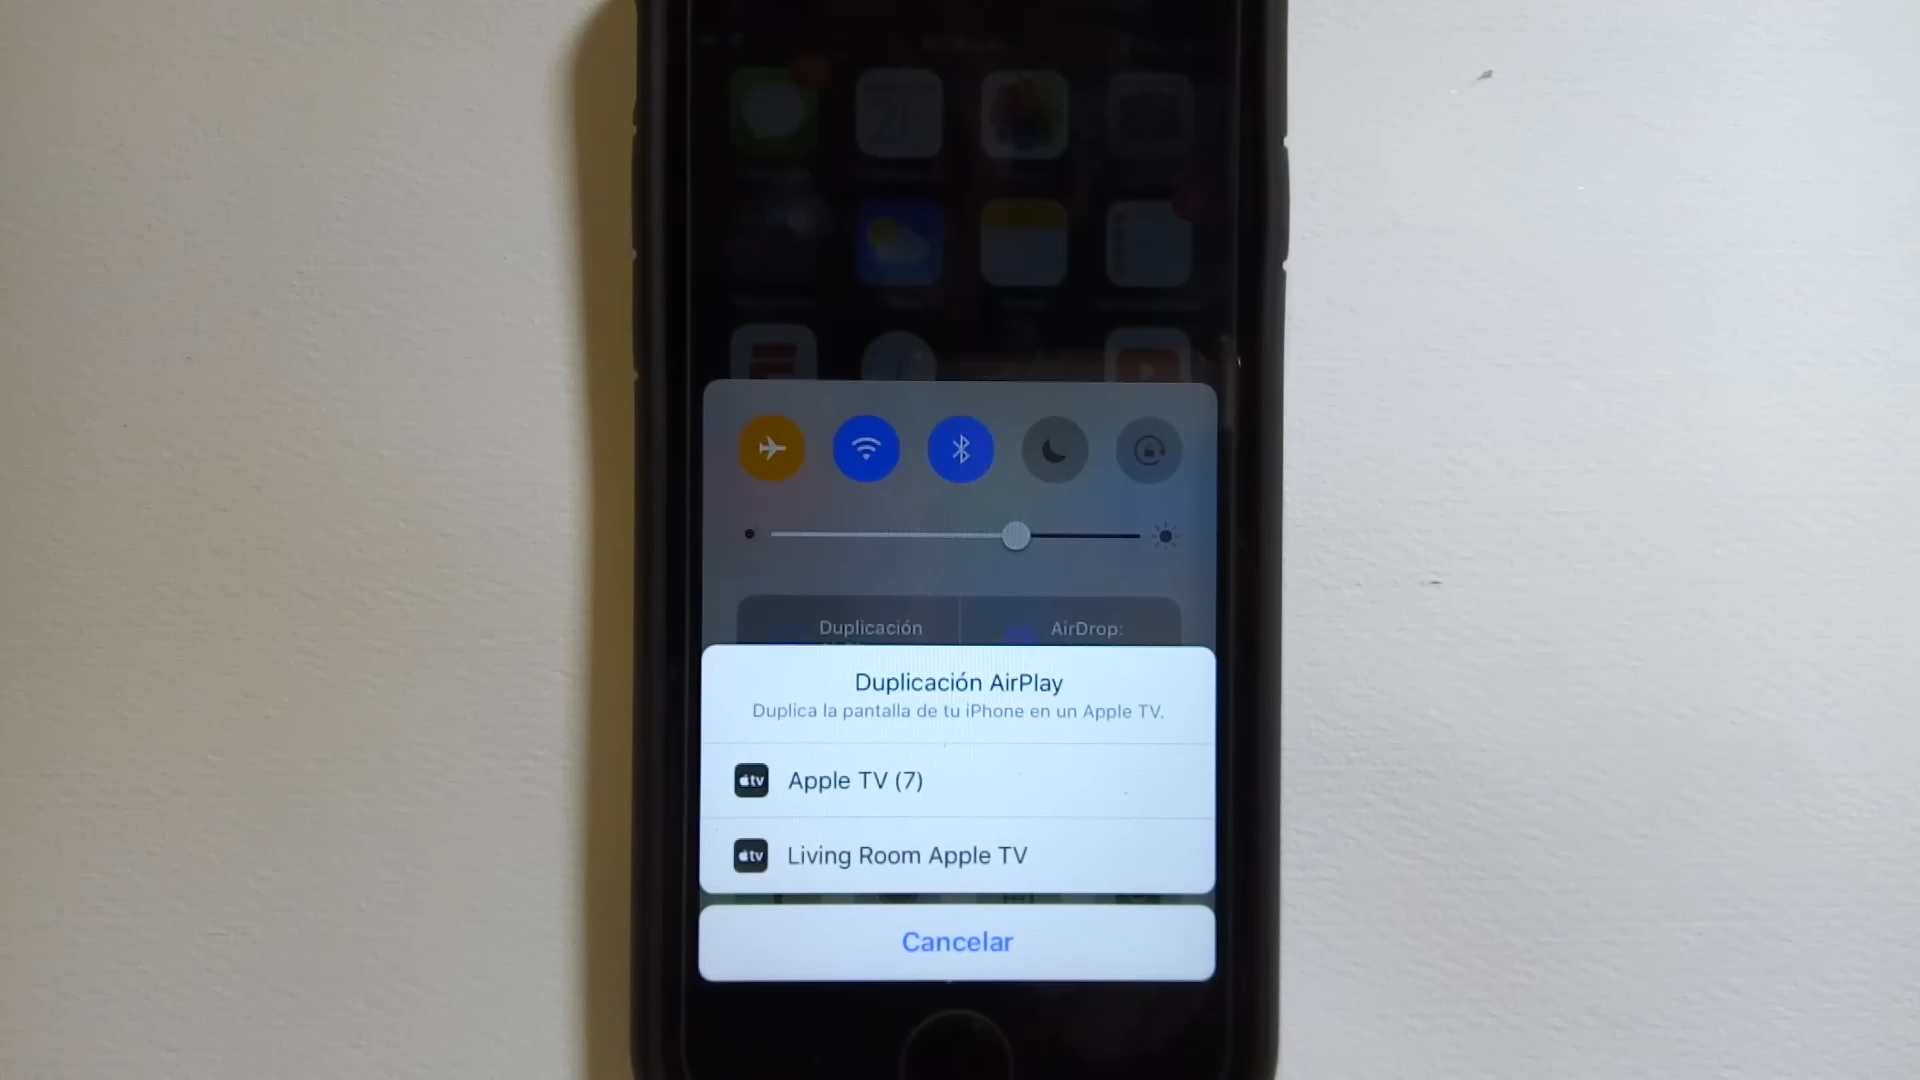 Duplicación
AirDrop:
Duplicación AirPlay
Duplica la pantalla de tu iPhone en un Apple TV.
tv
Apple TV (7)
tv
Living Room Apple TV
Cancelar